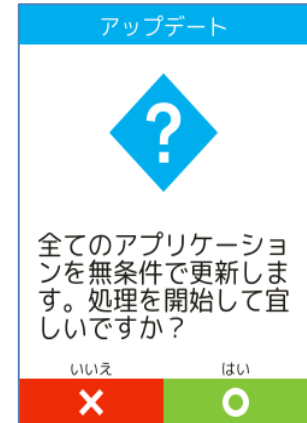 アップデート
?
全てのアプリケーショ
ンを無条件で更新しま
す。処理を開始して宜
しいですか？
いいえ はい